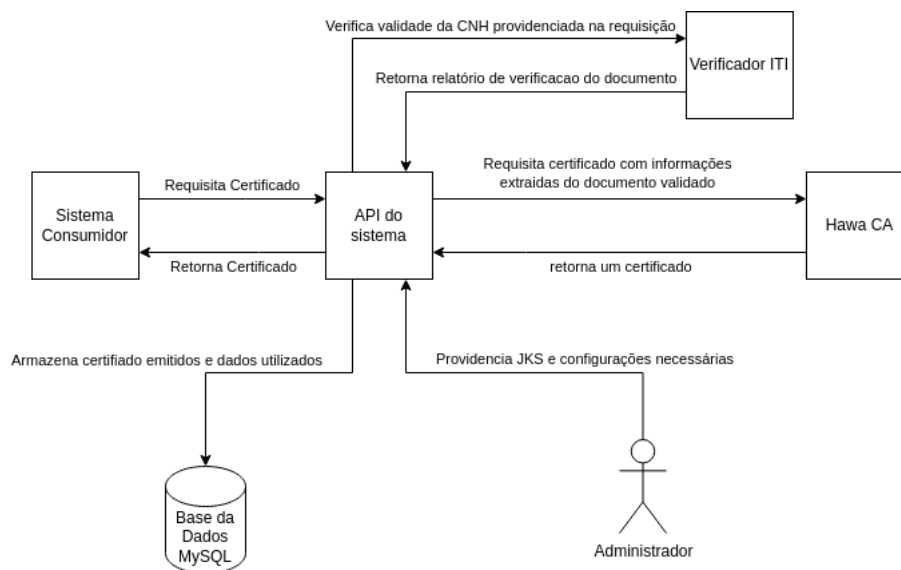 Verifica validade da CNH providenciada na requisição
Verificador ITI
Retorna relatório de verificacao do documento
Requisita certificado com informações
extraidas do documento validado
Requisita Certificado
Sistema
Consumidor
API do
sistema
Hawa CA
Retorna Certificado
retorna um certificado
Armazena certifiado emitidos e dados utilizados
Providencia JKS e configurações necessárias
Base da
Dados
MySQL
Administrador